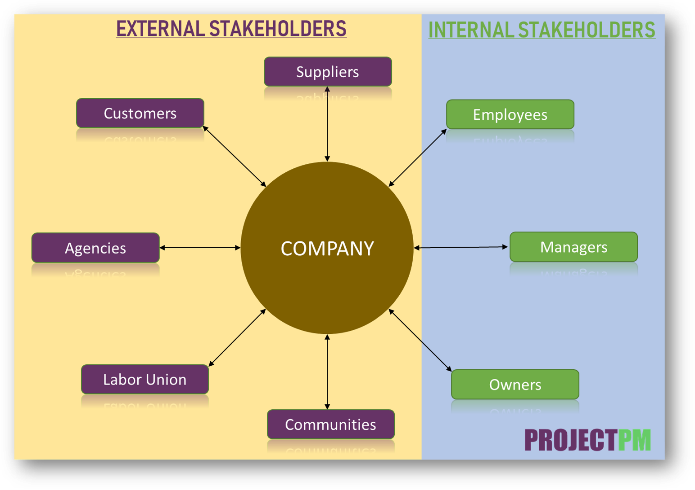 EXTERNAL STAKEHOLDERS
INTERNAL STAKEHOLDERS
Suppliers
Customers
Employees
Agencies
COMPANY
Managers
Labor Union
Owners
Communities
PROJECTPM